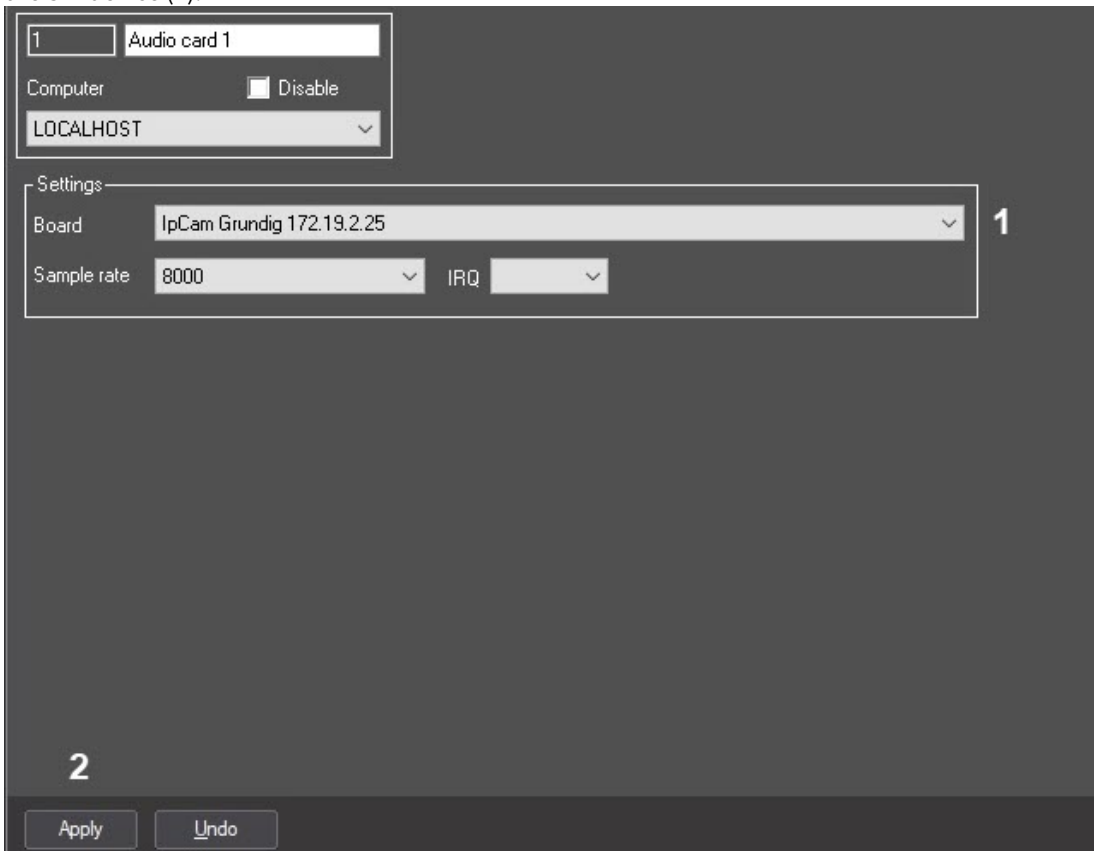 1 Audio card 1
Computer Disable
LOCALHOST
Settings
Board IpCam Grundig 172.19.2.25 1
Sample rate 8000 IRQ
2
Apply Undo